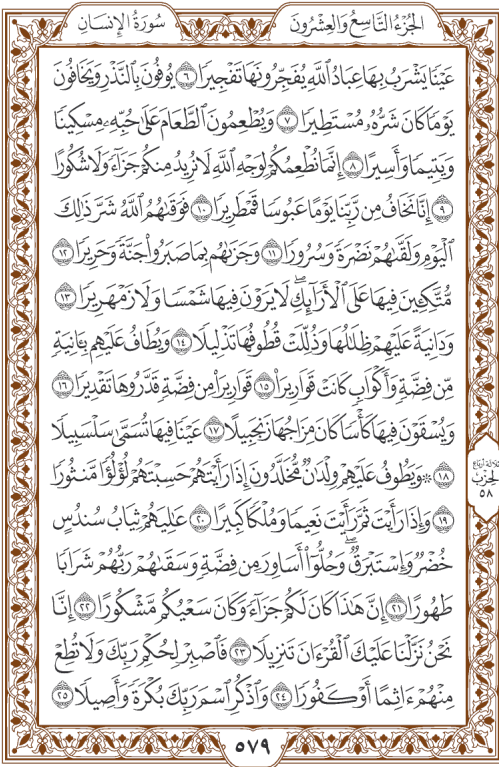 الجُزْءُ التَّاسِعُ وَالعِشْرُونَ
سُورَةُ الإِنسَانِ
عَيْنٗا يَشۡرَبُ بِهَا عِبَادُ ٱللَّهِ يُفَجِّرُونَهَا تَفۡجِيرٗا ٦ يُوفُونَ بِٱلنَّذۡرِ وَيَخَافُونَ
يَوۡمٗا كَانَ شَرُّهُۥ مُسۡتَطِيرٗا ٧ وَيُطۡعِمُونَ ٱلطَّعَامَ عَلَىٰ حُبِّهِۦ مِسۡكِينٗا
وَيَتِيمٗا وَأَسِيرًا ٨ إِنَّمَا نُطۡعِمُكُمۡ لِوَجۡهِ ٱللَّهِ لَا نُرِيدُ مِنكُمۡ جَزَآءٗ وَلَا شُكُورًا
٩ إِنَّا نَخَافُ مِن رَّبِّنَا يَوۡمًا عَبُوسٗا قَمۡطَرِيرٗا ١٠ فَوَقَىٰهُمُ ٱللَّهُ شَرَّ ذَٰلِكَ
ٱلۡيَوۡمِ وَلَقَّىٰهُمۡ نَضۡرَةٗ وَسُرُورٗا ١١ وَجَزَىٰهُم بِمَا صَبَرُواْ جَنَّةٗ وَحَرِيرٗا ١٢
مُّتَّكِـِٔينَ فِيهَا عَلَى ٱلۡأَرَآئِكِۖ لَا يَرَوۡنَ فِيهَا شَمۡسٗا وَلَا زَمۡهَرِيرٗا ١٣
وَدَانِيَةً عَلَيۡهِمۡ ظِلَٰلُهَا وَذُلِّلَتۡ قُطُوفُهَا تَذۡلِيلٗا ١٤ وَيُطَافُ عَلَيۡهِم بِـَٔانِيَةٖ
مِّن فِضَّةٖ وَأَكۡوَابٖ كَانَتۡ قَوَارِيرَا۠ ١٥ قَوَارِيرَاْ مِن فِضَّةٖ قَدَّرُوهَا تَقۡدِيرٗا ١٦
وَيُسۡقَوۡنَ فِيهَا كَأۡسٗا كَانَ مِزَاجُهَا زَنجَبِيلًا ١٧ عَيۡنٗا فِيهَا تُسَمَّىٰ سَلۡسَبِيلٗا
١٨ ۞ وَيَطُوفُ عَلَيۡهِمۡ وِلۡدَٰنٞ مُّخَلَّدُونَ إِذَا رَأَيۡتَهُمۡ حَسِبۡتَهُمۡ لُؤۡلُؤٗا مَّنثُورٗا
١٩ وَإِذَا رَأَيۡتَ ثَمَّ رَأَيۡتَ نَعِيمٗا وَمُلۡكٗا كَبِيرًا ٢٠ عَٰلِيَهُمۡ ثِيَابُ سُندُسٍ
خُضۡرٞ وَإِسۡتَبۡرَقٞۖ وَحُلُّوٓاْ أَسَاوِرَ مِن فِضَّةٖ وَسَقَىٰهُمۡ رَبُّهُمۡ شَرَابٗا
طَهُورًا ٢١ إِنَّ هَٰذَا كَانَ لَكُمۡ جَزَآءٗ وَكَانَ سَعۡيُكُم مَّشۡكُورًا ٢٢ إِنَّا
نَحۡنُ نَزَّلۡنَا عَلَيۡكَ ٱلۡقُرۡءَانَ تَنزِيلٗا ٢٣ فَٱصۡبِرۡ لِحُكۡمِ رَبِّكَ وَلَا تُطِعۡ
مِنۡهُمۡ ءَاثِمًا أَوۡ كَفُورٗا ٢٤ وَٱذۡكُرِ ٱسۡمَ رَبِّكَ بُكۡرَةٗ وَأَصِيلٗا ٢٥
ثلاثة أرباع
الحزب
٥٨
٥٧٩